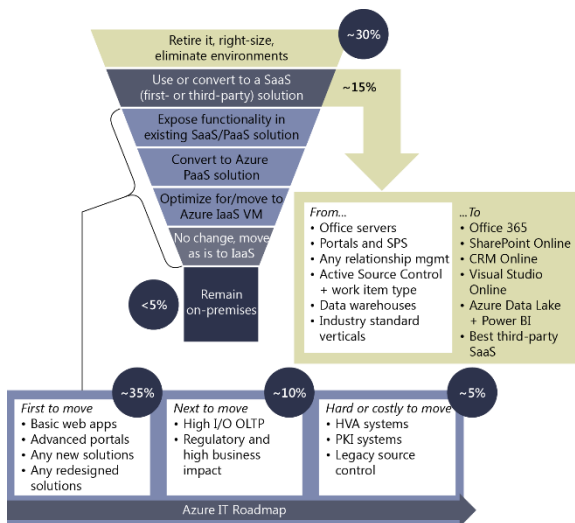 Retire it, right-size,
eliminate environments
~30%
Use or convert to a SaaS
(first- or third-party) solution
~15%
Expose functionality in
existing SaaS/PaaS solution
Convert to Azure
PaaS solution
Optimize for/move to
Azure IaaS VM
No change, move
as is to IaaS
<5%
Remain
on-premises
From...
• Office servers
• Portals and SPS
• Any relationship mgmt
• Active Source Control
+ work item type
• Data warehouses
• Industry standard
verticals
...To
• Office 365
• SharePoint Online
• CRM Online
• Visual Studio
Online
• Azure Data Lake
+ Power BI
• Best third-party
SaaS
~35%
First to move
• Basic web apps
• Advanced portals
• Any new solutions
• Any redesigned
solutions
~10%
Next to move
• High I/O OLTP
• Regulatory and
high business
impact
~5%
Hard or costly to move
• HVA systems
• PKI systems
• Legacy source
control
Azure IT Roadmap